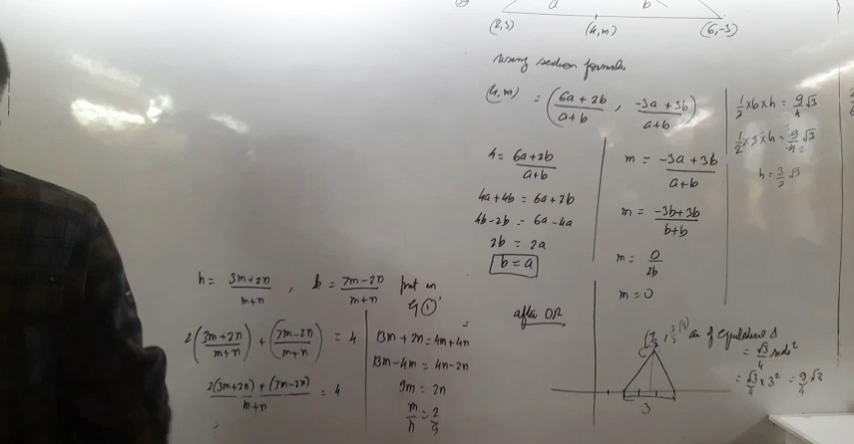 a b
(2,3) (4,m) (6,-3)
using section formula
(4,m) = (6a+2b/a+b , -3a+3b/a+b)
4 = 6a+2b/a+b
4a+4b = 6a+2b
4b-2b = 6a-4a
2b = 2a
b = a
m = -3a+3b/a+b
m = -3b+3b/b+b
m = 0/2b
m = 0
1/2 x b x h = 9/4 √3
h = 3/2 √3
after OR
of equilateral Δ
= √3/4 side²
= √3/4 x 3² = 9/4 √3
3
h = 3m+2n/m+n , k = 7m-2n/m+n put in
2(3m+2n/m+n) + (7m-2n/m+n) = 4
2(3m+2n)+(7m-2n)/m+n = 4
13m+2n = 4m+4n
13m-4m = 4n-2n
9m = 2n
m/n = 2/9